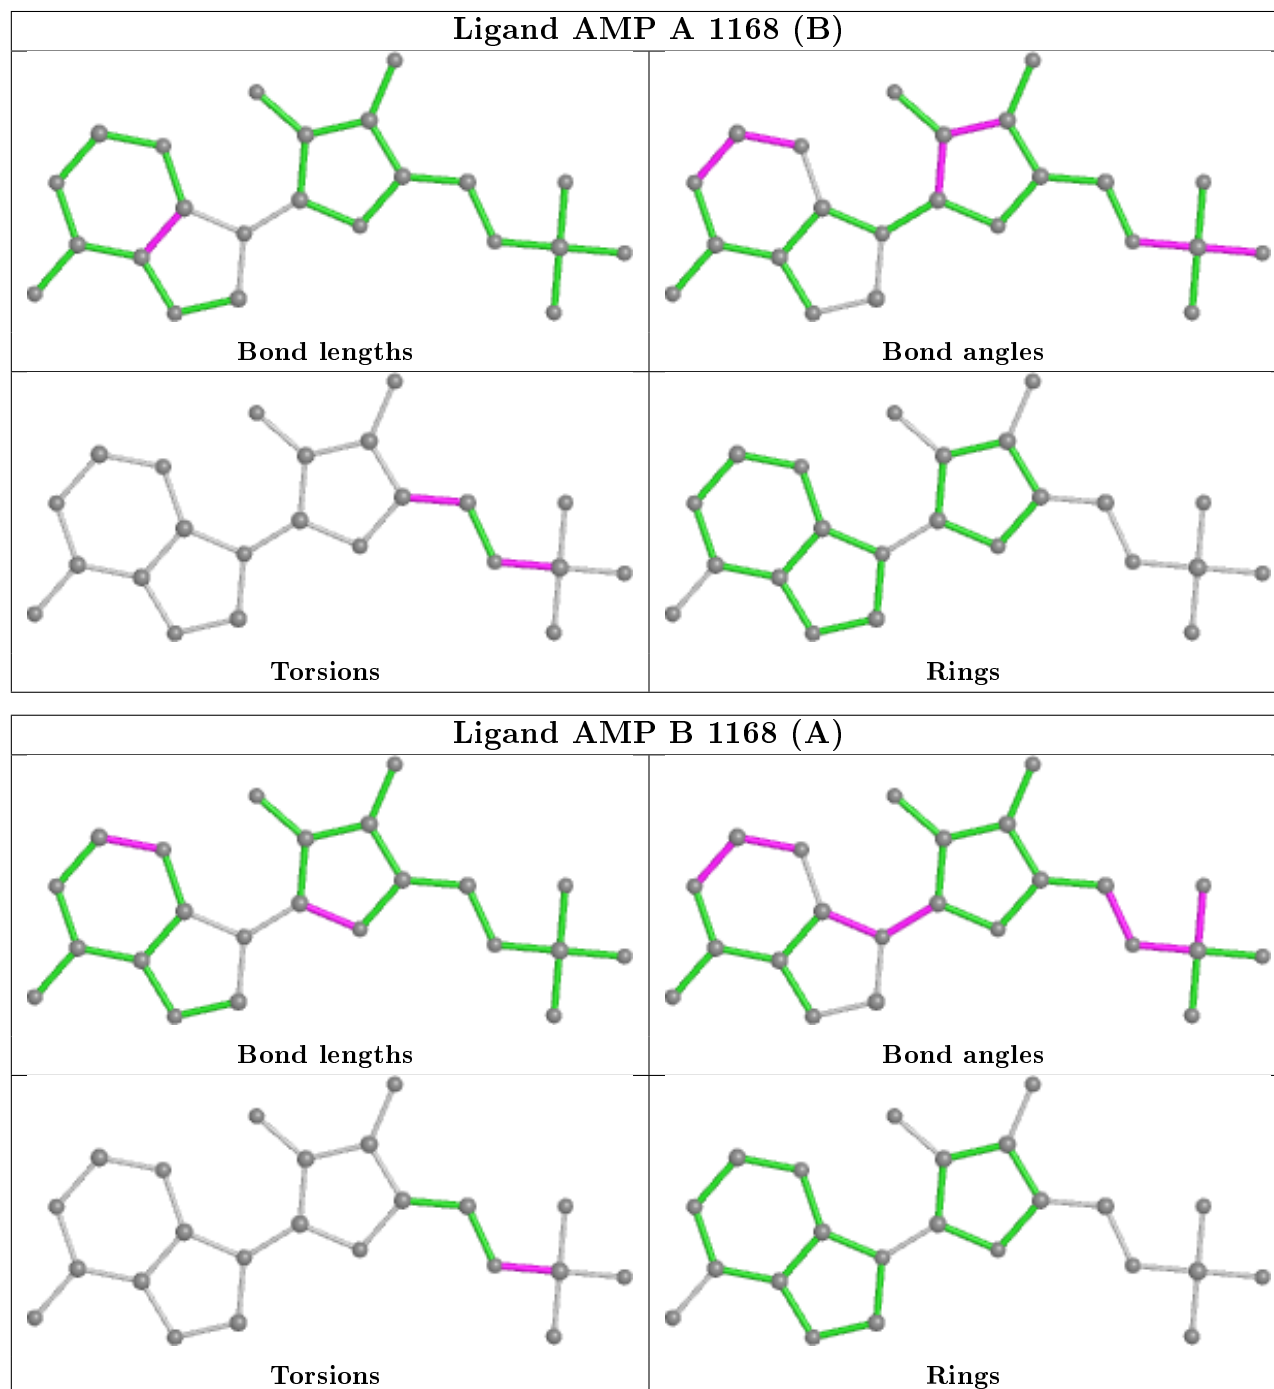 Ligand AMP A 1168 (B)
Bond lengths
Bond angles
Torsions
Rings
Ligand AMP B 1168 (A)
Bond lengths
Bond angles
Torsions
Rings